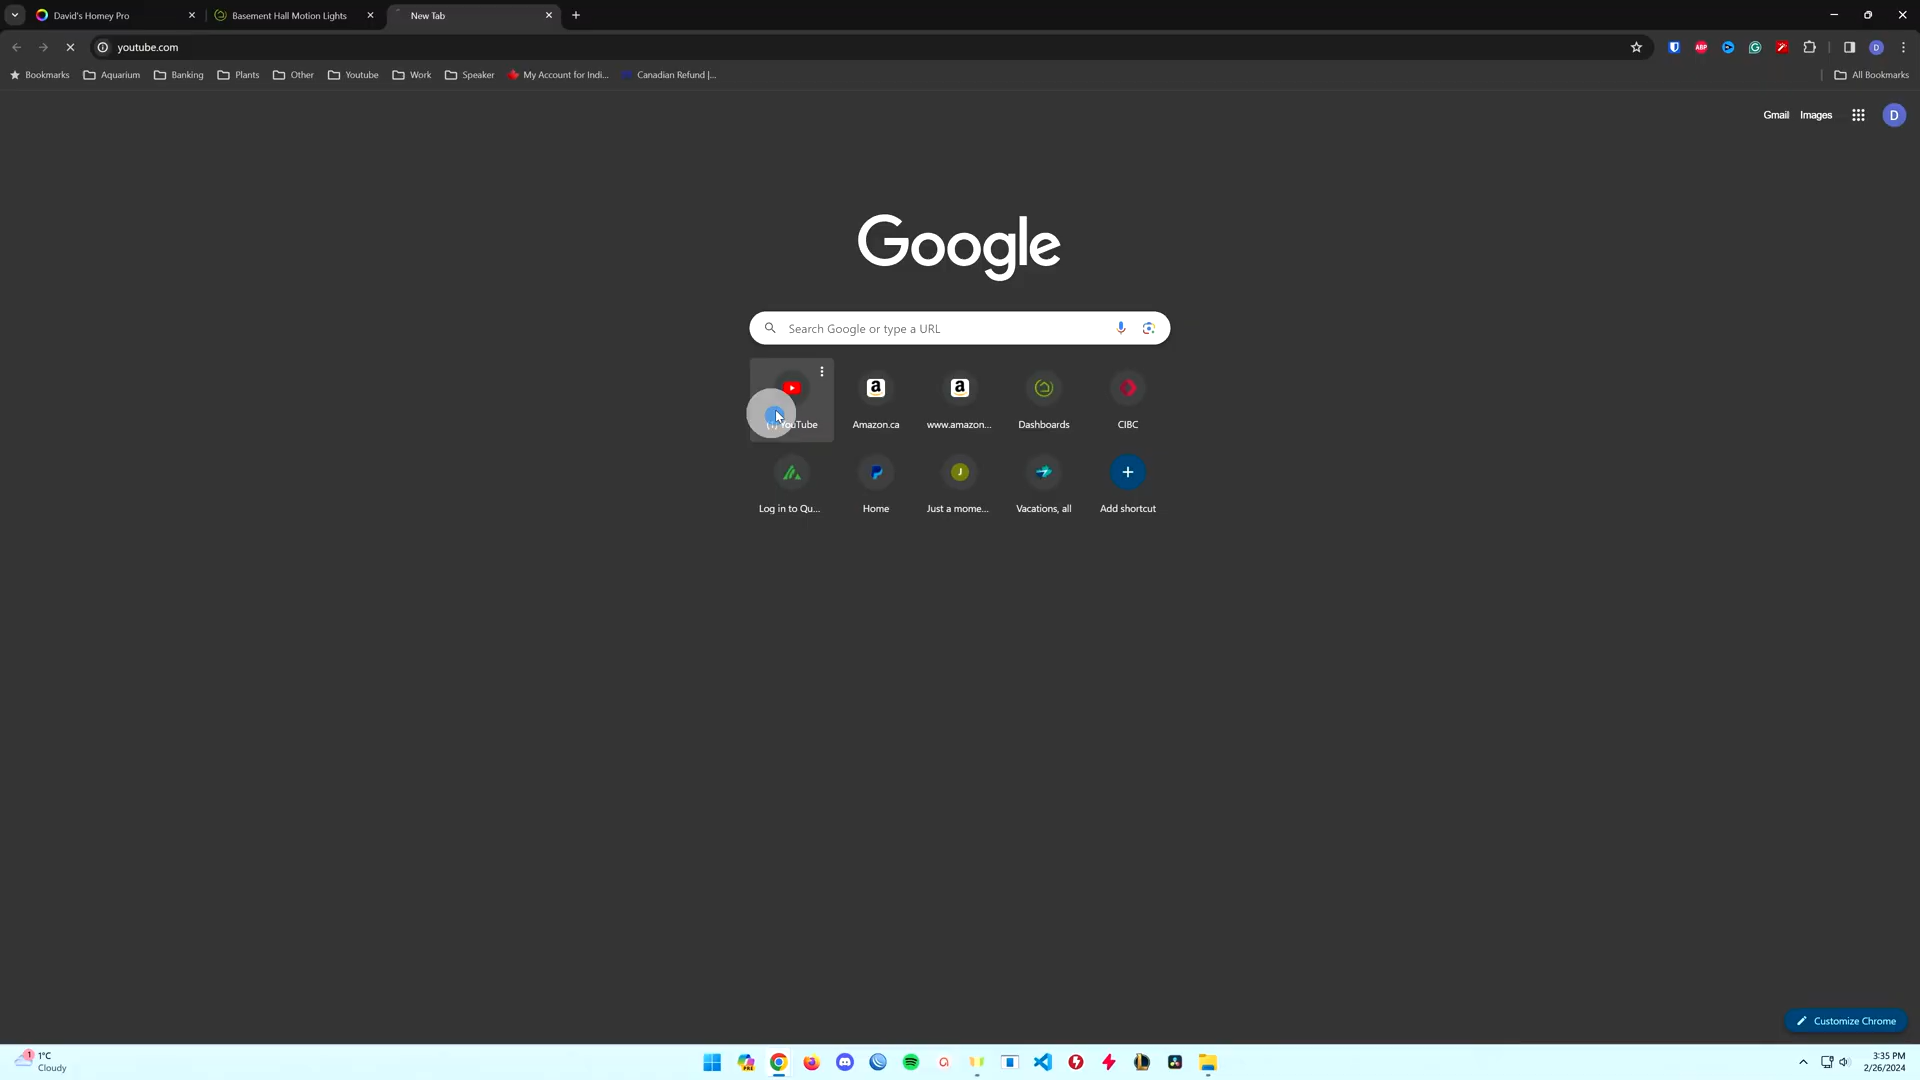 David's Homey Pro
Basement Hall Motion Lights
New Tab
youtube.com
ABP
D
Bookmarks
Aquarium
Banking
Plants
Other
Youtube
Work
Speaker
My Account for Indi...
Canadian Refund |...
All Bookmarks
Gmail
Images
D
Google
Search Google or type a URL
YouTube
Amazon.ca
www.amazon...
Dashboards
CIBC
J
Log in to Qu...
Home
Just a mome...
Vacations, all
Add shortcut
Customize Chrome
1
1°C
Cloudy
PRE
3:35 PM
2/26/2024